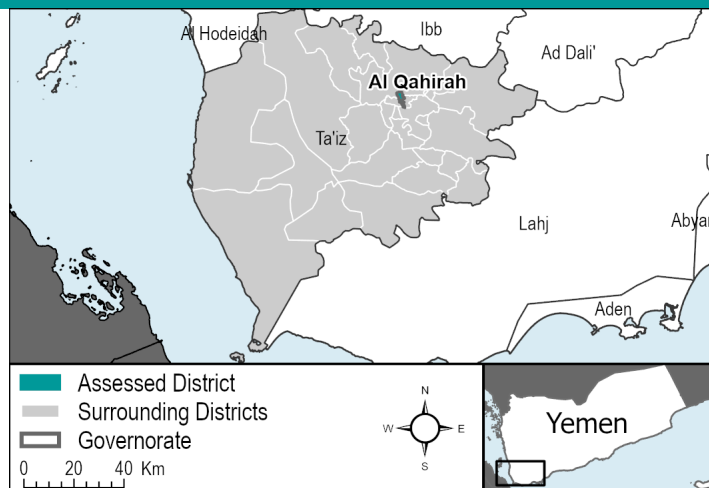 Al Hodeidah
Ibb
Ad Dali'
Al Qahirah
Ta'iz
Lahj
Abyan
Aden
Assessed District
Surrounding Districts
Governorate
0 20 40 Km
N
W E
S
Yemen